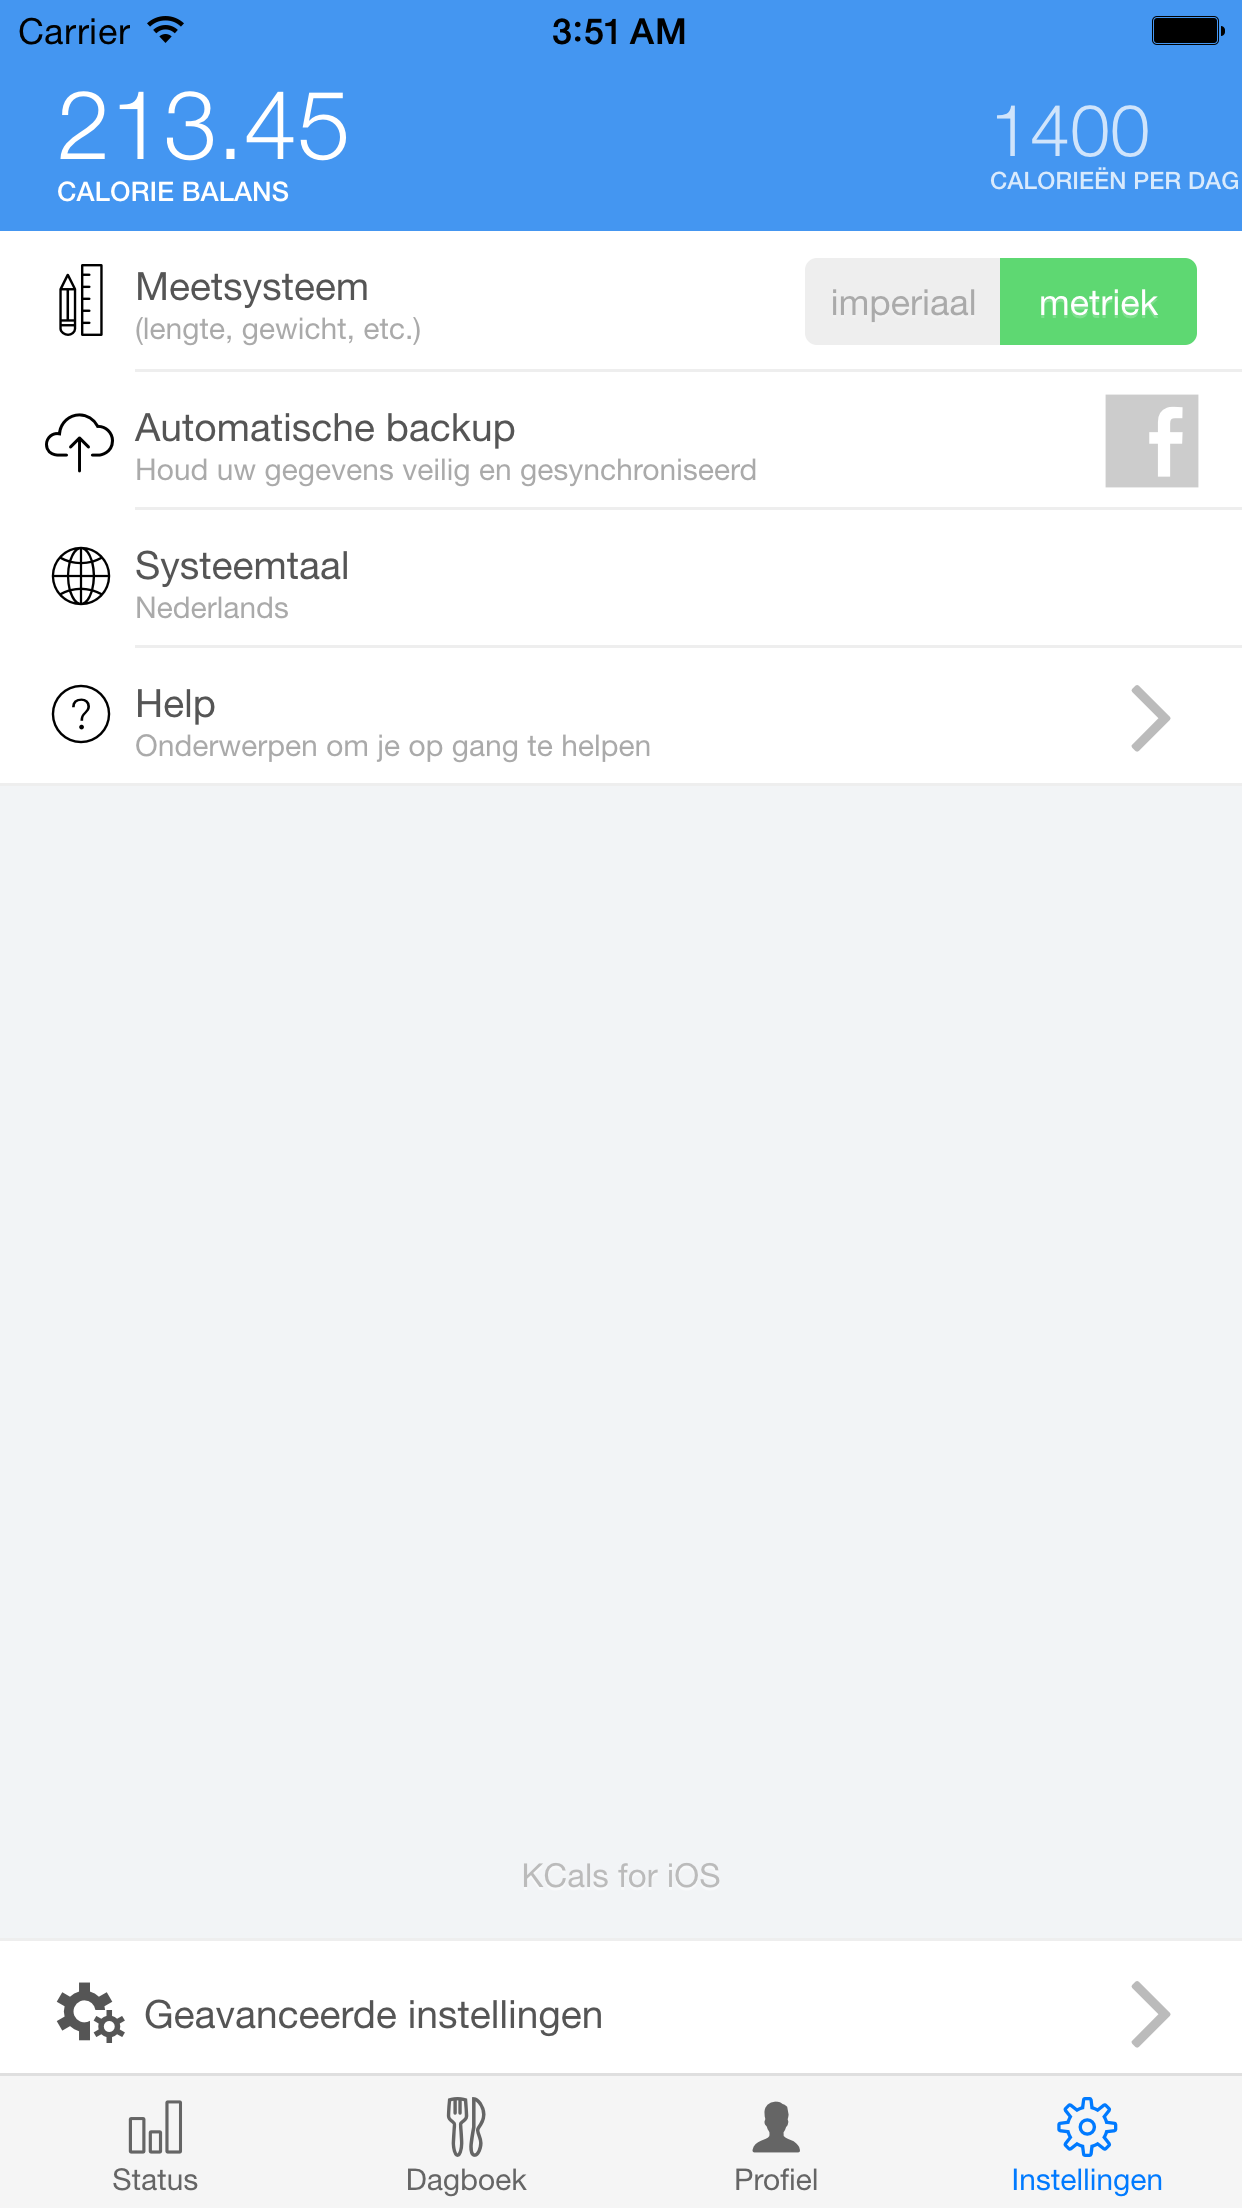 Carrier 3:51 AM
213.45
1400
CALORIE BALANS
CALORIEËN PER DAG
Meetsysteem
(lengte, gewicht, etc.)
imperiaal metriek
Automatische backup
Houd uw gegevens veilig en gesynchroniseerd
Systeemtaal
Nederlands
Help
Onderwerpen om je op gang te helpen
KCals for iOS
Geavanceerde instellingen
Status Dagboek Profiel Instellingen